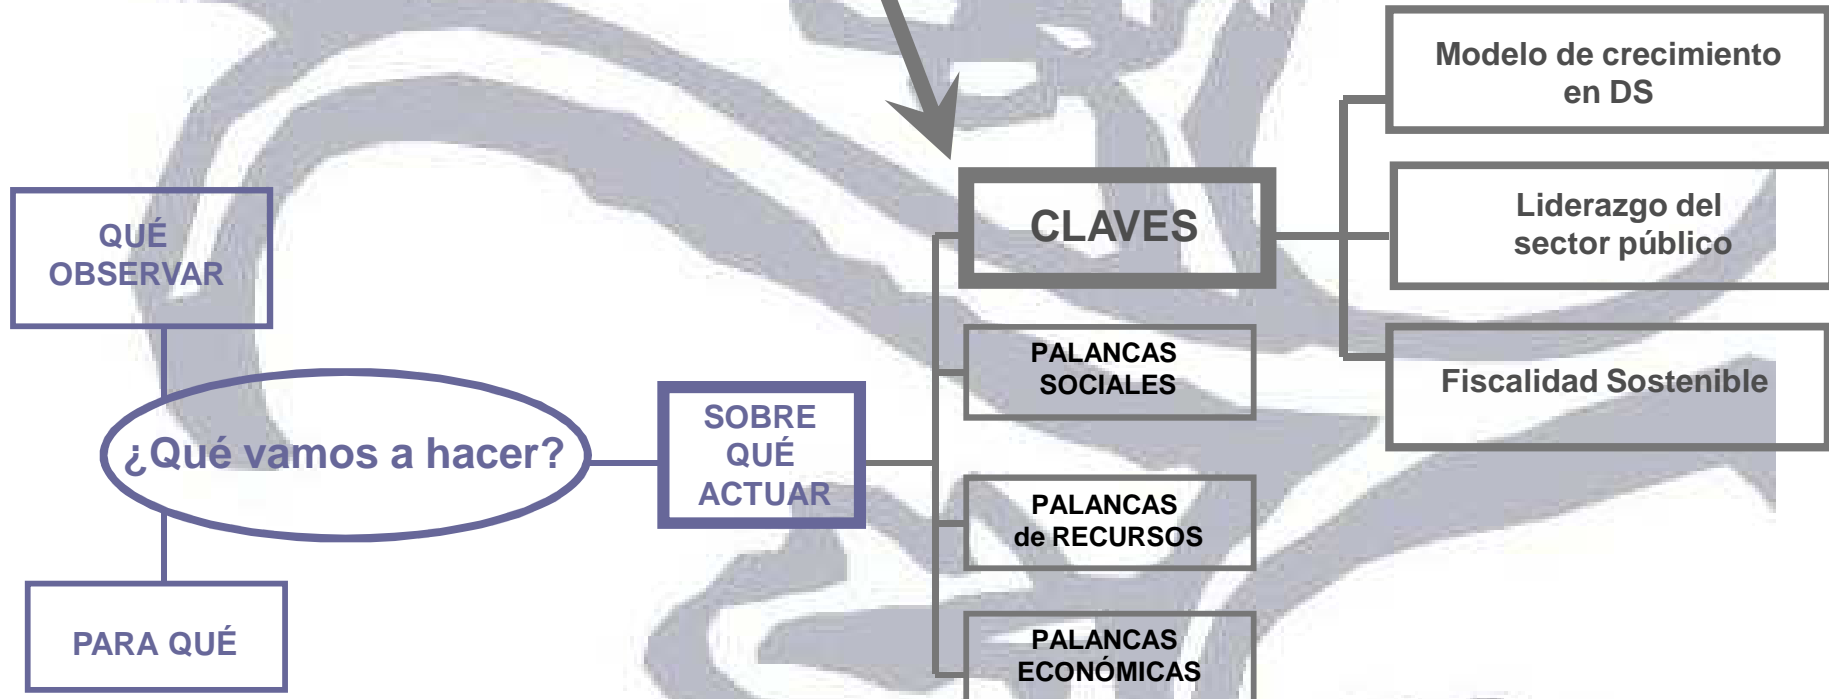 QUÉ
OBSERVAR
¿Qué vamos a hacer?
PARA QUÉ
SOBRE
QUÉ
ACTUAR
CLAVES
PALANCAS
SOCIALES
PALANCAS
de RECURSOS
PALANCAS
ECONÓMICAS
Modelo de crecimiento
en DS
Liderazgo del
sector público
Fiscalidad Sostenible